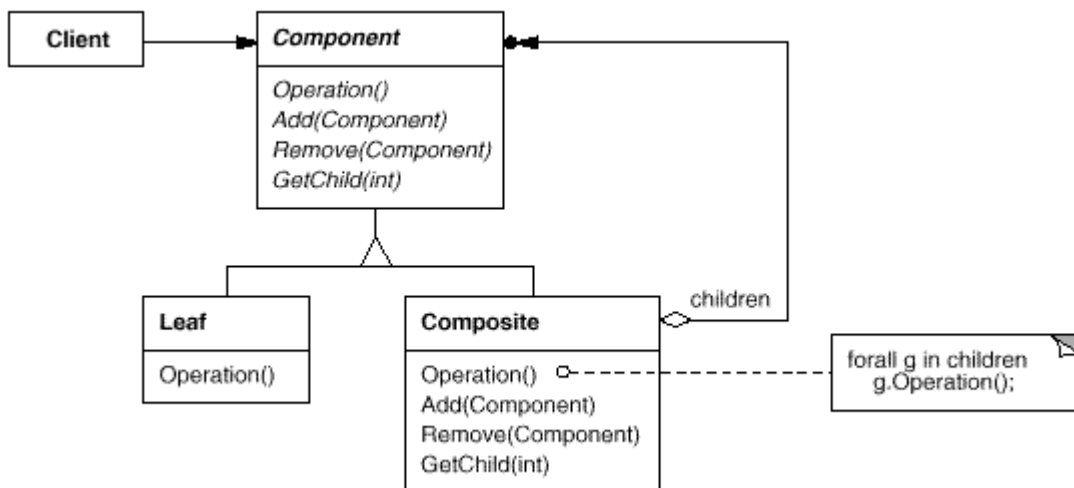 Client
Component
Operation()
Add(Component)
Remove(Component)
GetChild(int)
Leaf
Operation()
Composite
Operation()
Add(Component)
Remove(Component)
GetChild(int)
children
forall g in children
g.Operation();